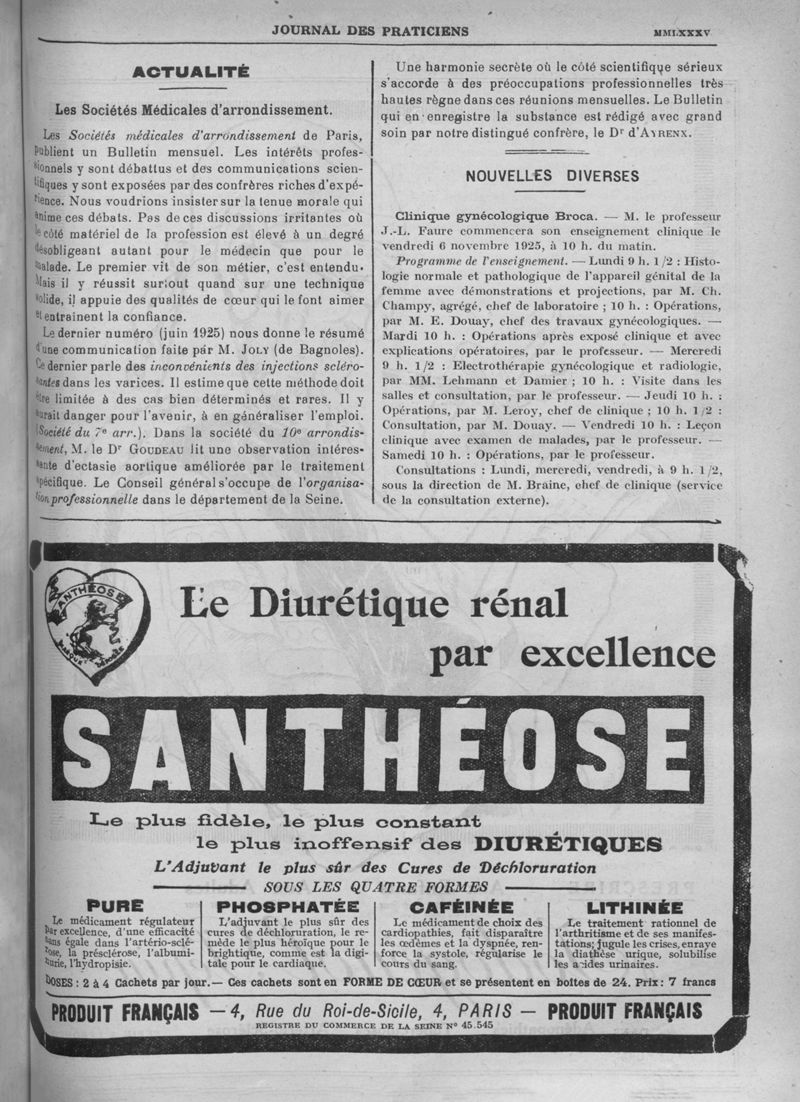 JOURNAL DES PRATICIENS
MMLXXXV
ACTUALITÉ
Les Sociétés Médicales d'arrondissement.
Les Sociétés médicales d'arrondissement de Paris,
publient un Bulletin mensuel. Les intérêts profes-
sionnels y sont débattus et des communications scien-
tifiques y sont exposées par des confrères riches d'expé-
rience. Nous voudrions insister sur la tenue morale qui
anime ces débats. Pas de ces discussions irritantes où
le côté matériel de la profession est élevé à un degré
désobligeant autant pour le médecin que pour le
malade. Le premier vit de son métier, c'est entendu.
Mais il y réussit surtout quand sur une technique
solide, il appuie des qualités de cœur qui le font aimer
et entraînent la confiance.
Le dernier numéro (juin 1925) nous donne le résumé
d'une communication faite par M. JOLY (de Bagnoles).
Ce dernier parle des inconvénients des injections scléro-
santes dans les varices. Il estime que cette méthode doit
être limitée à des cas bien déterminés et rares. Il y
aurait danger pour l'avenir, à en généraliser l'emploi.
(Société du 7e arr.). Dans la société du 10e arrondis-
sement, M. le Dr GOUDEAU lit une observation intéres-
sante d'ectasie aortique améliorée par le traitement
spécifique. Le Conseil général s'occupe de l'organisa-
tion professionnelle dans le département de la Seine.
Une harmonie secrète où le côté scientifique sérieux
s'accorde à des préoccupations professionnelles très
hautes règne dans ces réunions mensuelles. Le Bulletin
qui en enregistre la substance est rédigé avec grand
soin par notre distingué confrère, le Dr d'AYRENX.
NOUVELLES DIVERSES
Clinique gynécologique Broca. — M. le professeur
J.-L. Faure commencera son enseignement clinique le
vendredi 6 novembre 1925, à 10 h. du matin.
Programme de l'enseignement. — Lundi 9 h. 1/2 : Histo-
logie normale et pathologique de l'appareil génital de la
femme avec démonstrations et projections, par M. Ch.
Champy, agrégé, chef de laboratoire ; 10 h. : Opérations,
par M. E. Douay, chef des travaux gynécologiques. —
Mardi 10 h. : Opérations après exposé clinique et avec
explications opératoires, par le professeur. — Mercredi
9 h. 1/2 : Electrothérapie gynécologique et radiologie,
par MM. Lehmann et Damier ; 10 h. : Visite dans les
salles et consultation, par le professeur. — Jeudi 10 h. :
Opérations, par M. Leroy, chef de clinique ; 10 h. 1/2 :
Consultation, par M. Douay. — Vendredi 10 h. : Leçon
clinique avec examen de malades, par le professeur. —
Samedi 10 h. : Opérations, par le professeur.
Consultations : Lundi, mercredi, vendredi, à 9 h. 1/2,
sous la direction de M. Braine, chef de clinique (service
de la consultation externe).
SANTHÉOSE
MARQUE DÉPOSÉE
Le Diurétique rénal
par excellence
SANTHÉOSE
Le plus fidèle, le plus constant
le plus inoffensif des DIURÉTIQUES
L'Adjuvant le plus sûr des Cures de Déchloruration
SOUS LES QUATRE FORMES
PURE
Le médicament régulateur
par excellence, d'une efficacité
sans égale dans l'artério-sclé-
rose, la présclérose, l'albumi-
nurie, l'hydropisie.
PHOSPHATÉE
L'adjuvant le plus sûr des
cures de déchloruration, le re-
mède le plus héroïque pour le
brightique, comme est la digi-
tale pour le cardiaque.
CAFÉINÉE
Le médicament de choix des
cardiopathies, fait disparaître
les œdèmes et la dyspnée, ren-
force la systole, régularise le
cours du sang.
LITHINÉE
Le traitement rationnel de
l'arthritisme et de ses manifes-
tations; jugule les crises, enraye
la diathèse urique, solubilise
les acides urinaires.
DOSES : 2 à 4 Cachets par jour. — Ces cachets sont en FORME DE CŒUR et se présentent en boîtes de 24. Prix : 7 francs
PRODUIT FRANÇAIS — 4, Rue du Roi-de-Sicile, 4, PARIS — PRODUIT FRANÇAIS
REGISTRE DU COMMERCE DE LA SEINE N° 45.545